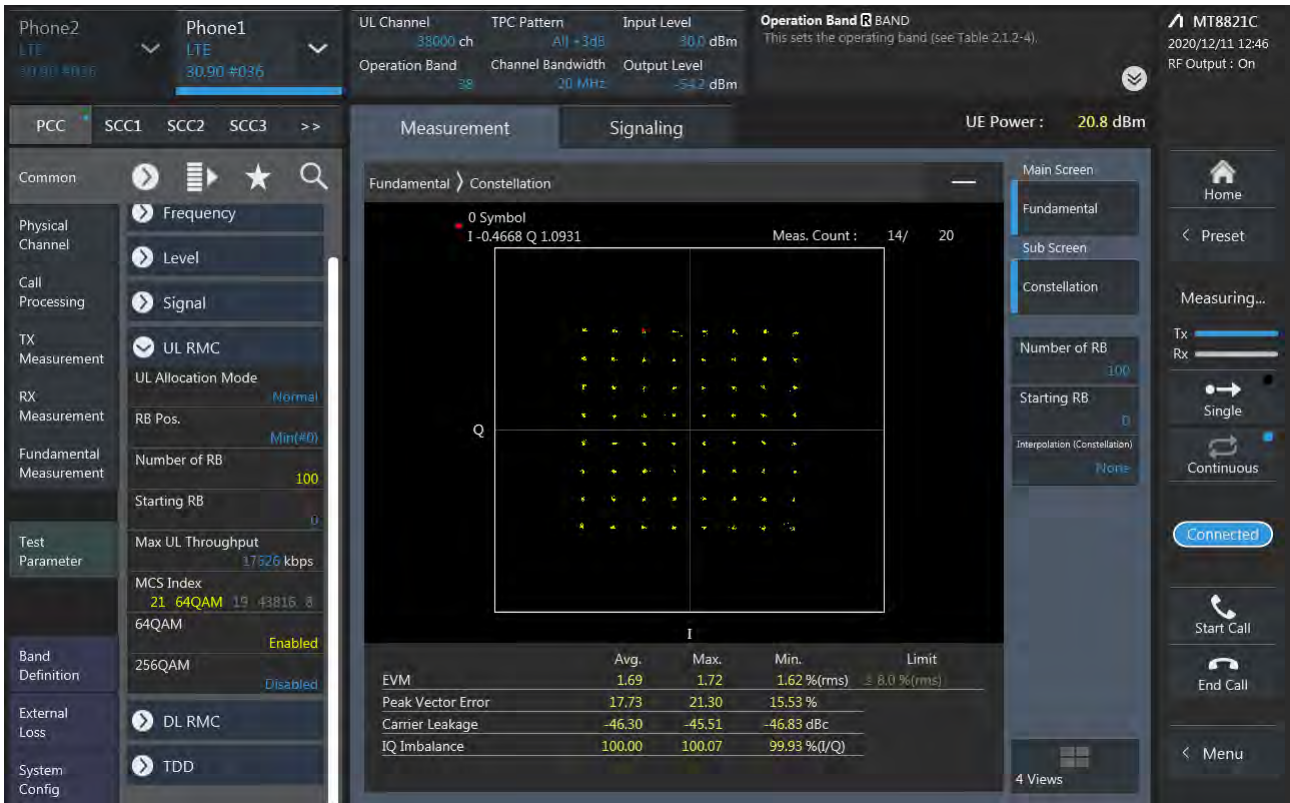 Phone2
LTE
30.90 #036
Phone1
LTE
30.90 #036
UL Channel
38000 ch
TPC Pattern
All +3dB
Input Level
30.0 dBm
Operation Band
38
Channel Bandwidth
20 MHz
Output Level
-54.2 dBm
Operation Band R BAND
This sets the operating band (see Table 2.1.2-4).
MT8821C
2020/12/11 12:46
RF Output : On
PCC SCC1 SCC2 SCC3 >>
Measurement
Signaling
UE Power : 20.8 dBm
Common
Physical
Channel
Call
Processing
TX
Measurement
RX
Measurement
Fundamental
Measurement
Test
Parameter
Band
Definition
External
Loss
System
Config
Frequency
Level
Signal
UL RMC
UL Allocation Mode
Normal
RB Pos.
Min(#0)
Number of RB
100
Starting RB
0
Max UL Throughput
17526 kbps
MCS Index
21 64QAM 19 43816 8
64QAM
Enabled
256QAM
Disabled
DL RMC
TDD
Fundamental > Constellation
0 Symbol
I -0.4668 Q 1.0931
Meas. Count : 14/ 20
Q
I
Avg. Max. Min. Limit
EVM 1.69 1.72 1.62 %(rms) ≤ 8.0 %(rms)
Peak Vector Error 17.73 21.30 15.53 %
Carrier Leakage -46.30 -45.51 -46.83 dBc
IQ Imbalance 100.00 100.07 99.93 %(I/Q)
Main Screen
Fundamental
Sub Screen
Constellation
Number of RB
100
Starting RB
0
Interpolation (Constellation)
None
4 Views
Home
< Preset
Measuring...
Tx
Rx
Single
Continuous
Connected
Start Call
End Call
< Menu